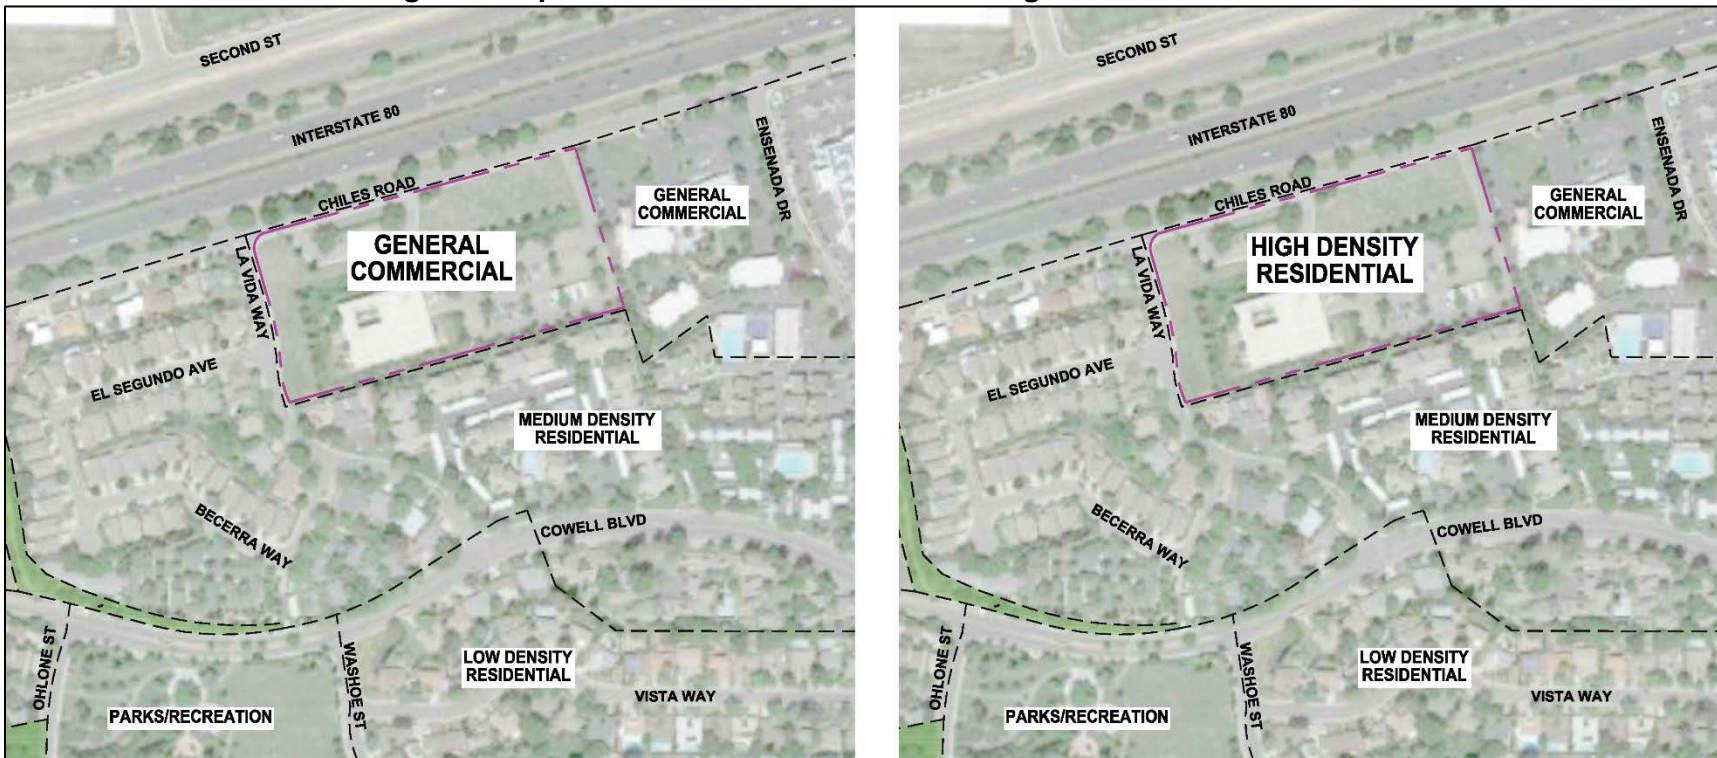 SECOND ST
INTERSTATE 80
CHILES ROAD
ENSENADA DR
GENERAL
COMMERCIAL
GENERAL
COMMERCIAL
LA VIDA WAY
EL SEGUNDO AVE
MEDIUM DENSITY
RESIDENTIAL
BECERRA WAY
COWELL BLVD
OHLONE ST
WASHOE ST
LOW DENSITY
RESIDENTIAL
VISTA WAY
PARKS/RECREATION
SECOND ST
INTERSTATE 80
CHILES ROAD
ENSENADA DR
GENERAL
COMMERCIAL
HIGH DENSITY
RESIDENTIAL
LA VIDA WAY
EL SEGUNDO AVE
MEDIUM DENSITY
RESIDENTIAL
BECERRA WAY
COWELL BLVD
OHLONE ST
WASHOE ST
LOW DENSITY
RESIDENTIAL
VISTA WAY
PARKS/RECREATION